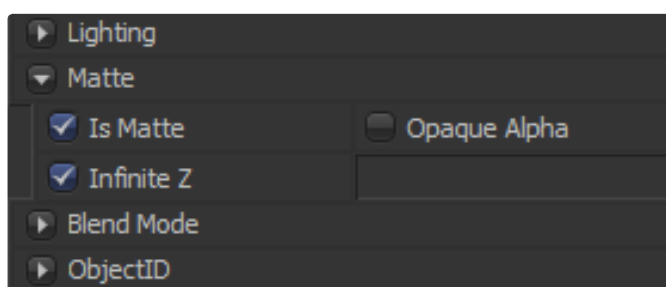 Lighting
Matte
Is Matte Opaque Alpha
Infinite Z
Blend Mode
ObjectID